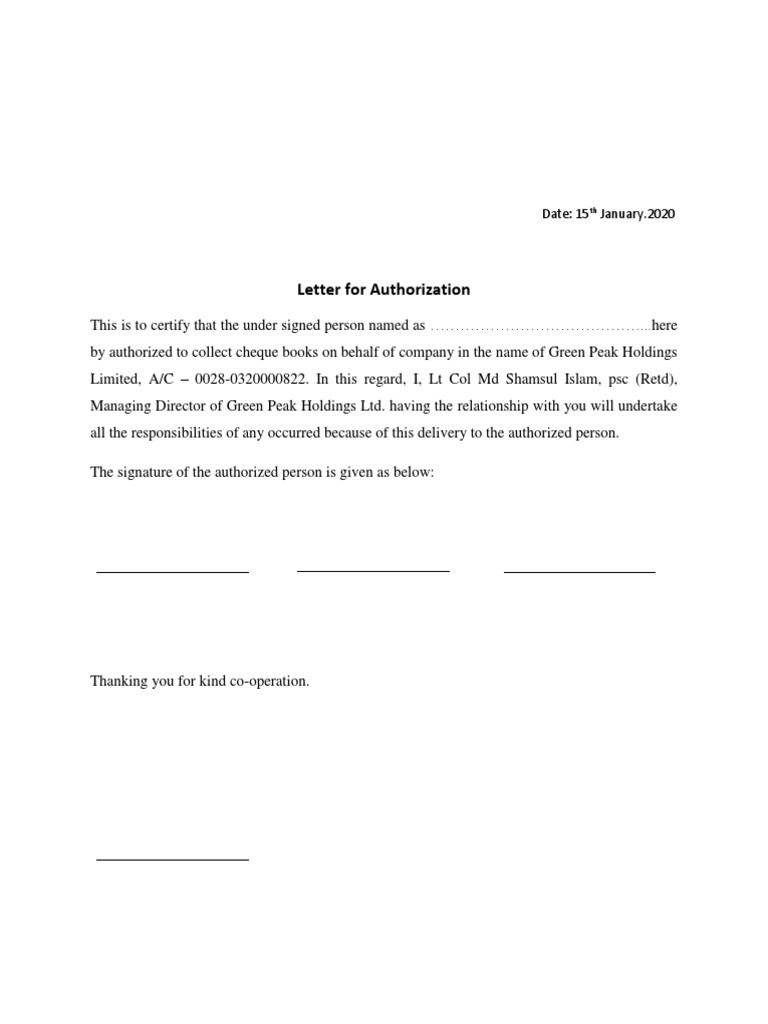 Date: 15th January.2020
Letter for Authorization
This is to certify that the under signed person named as ……………………………………...here
by authorized to collect cheque books on behalf of company in the name of Green Peak Holdings
Limited, A/C – 0028-0320000822. In this regard, I, Lt Col Md Shamsul Islam, psc (Retd),
Managing Director of Green Peak Holdings Ltd. having the relationship with you will undertake
all the responsibilities of any occurred because of this delivery to the authorized person.
The signature of the authorized person is given as below:
Thanking you for kind co-operation.